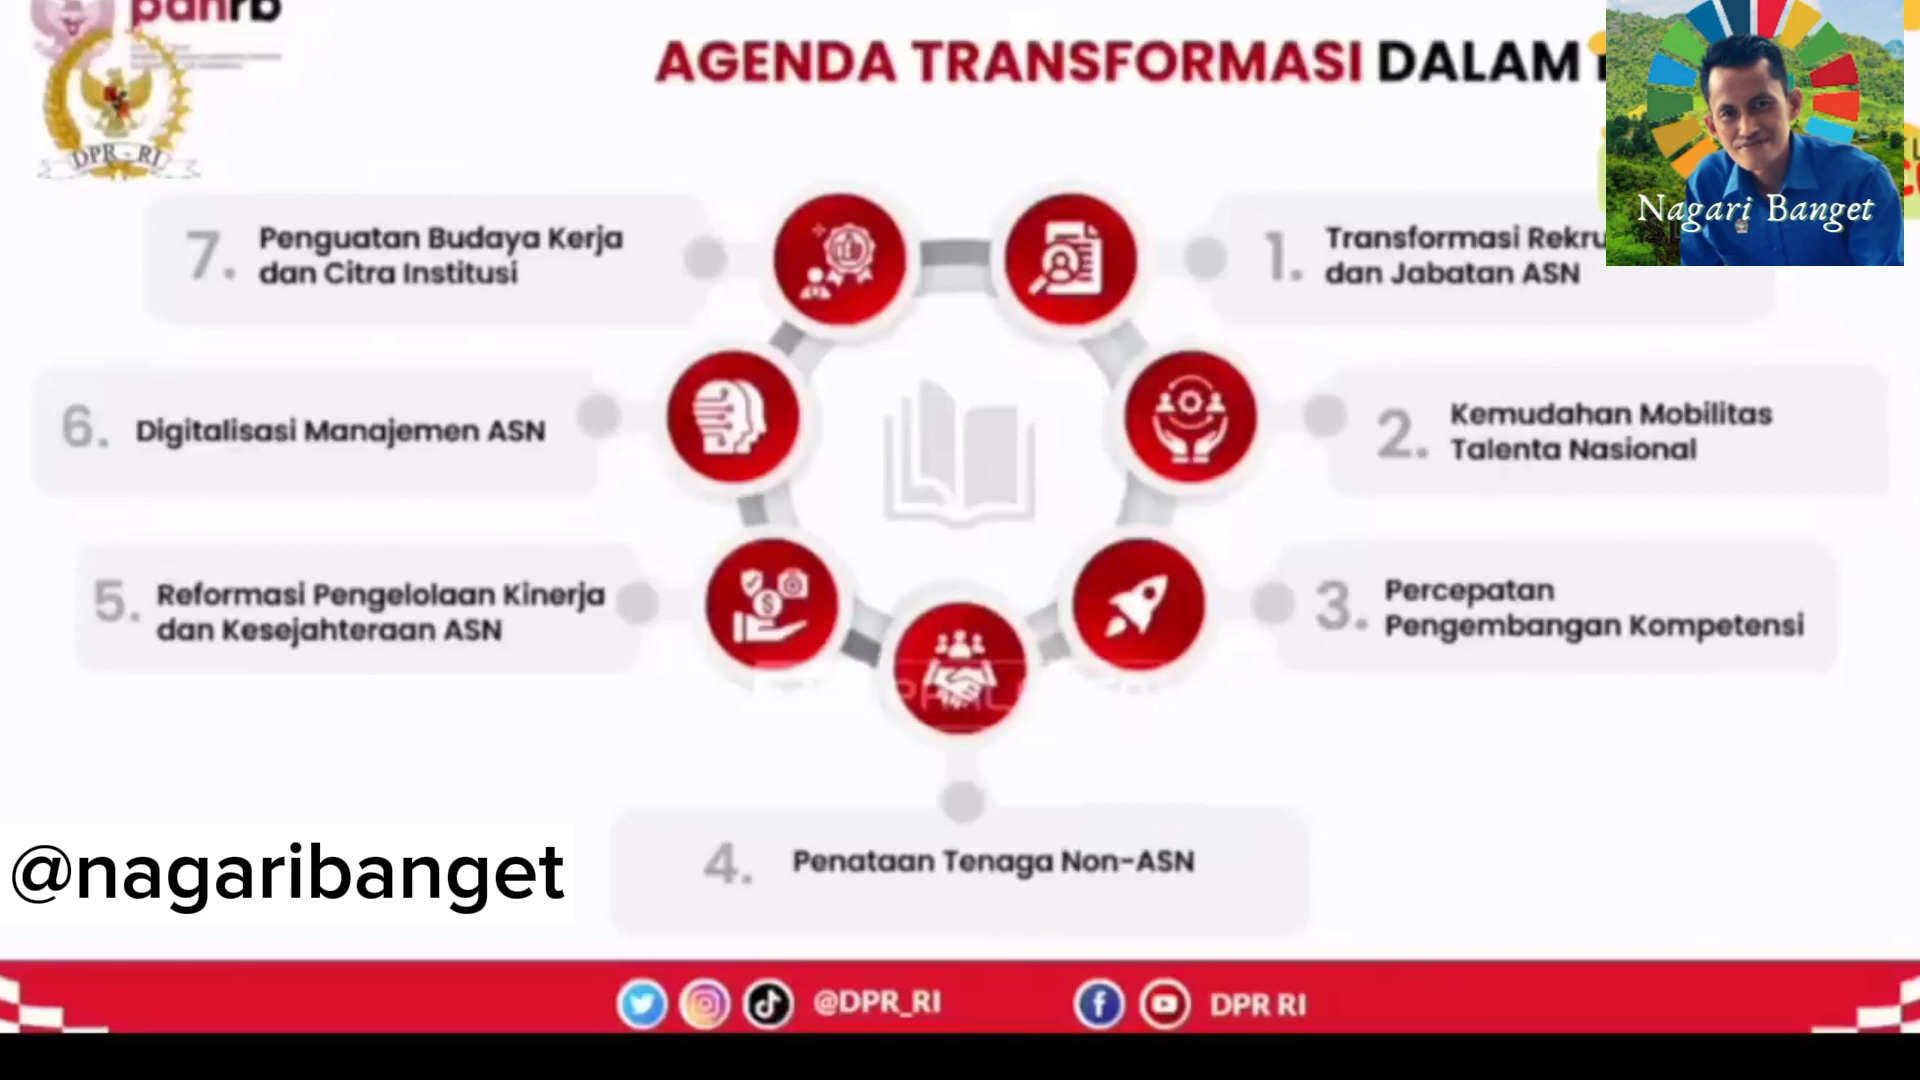 panrb
DPR - RI
AGENDA TRANSFORMASI DALAM
Nagari Banget
7. Penguatan Budaya Kerja
dan Citra Institusi
1. Transformasi Rekru
dan Jabatan ASN
6. Digitalisasi Manajemen ASN
2. Kemudahan Mobilitas
Talenta Nasional
5. Reformasi Pengelolaan Kinerja
dan Kesejahteraan ASN
3. Percepatan
Pengembangan Kompetensi
4. Penataan Tenaga Non-ASN
@nagaribanget
@DPR_RI
DPR RI